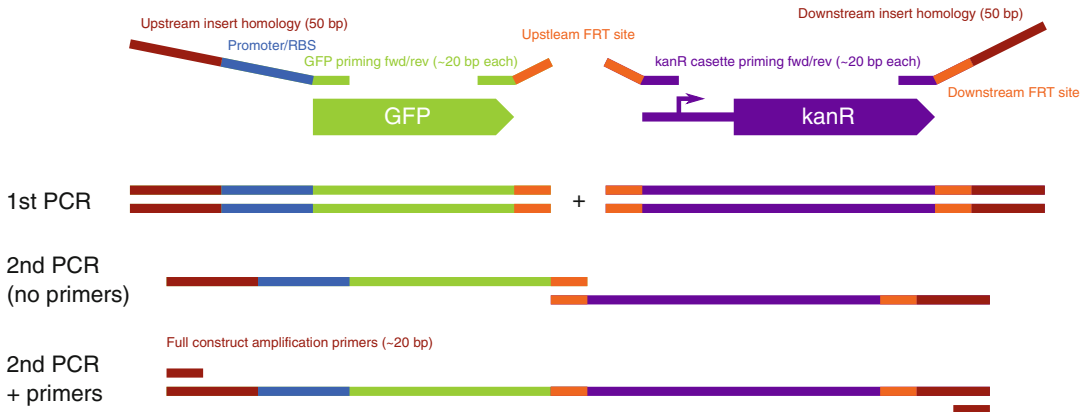 Upstream insert homology (50 bp)
Downstream insert homology (50 bp)
Promoter/RBS
Upstleam FRT site
GFP priming fwd/rev (~20 bp each)
kanR casette priming fwd/rev (~20 bp each)
Downstream FRT site
GFP
kanR
1st PCR
+
2nd PCR
(no primers)
Full construct amplification primers (~20 bp)
2nd PCR
+ primers